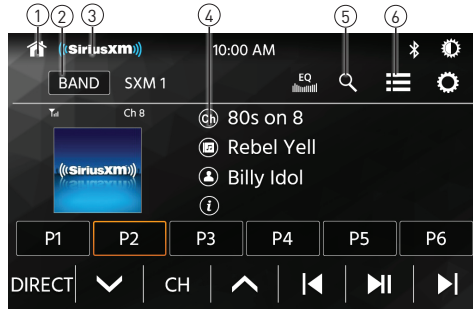 1 2 3 4 5 6
((SiriusXM)) 10:00 AM
BAND SXM 1 EQ
Ch 8
Ch 80s on 8
((SiriusXM)) Rebel Yell
Billy Idol
i
P1 P2 P3 P4 P5 P6
DIRECT CH